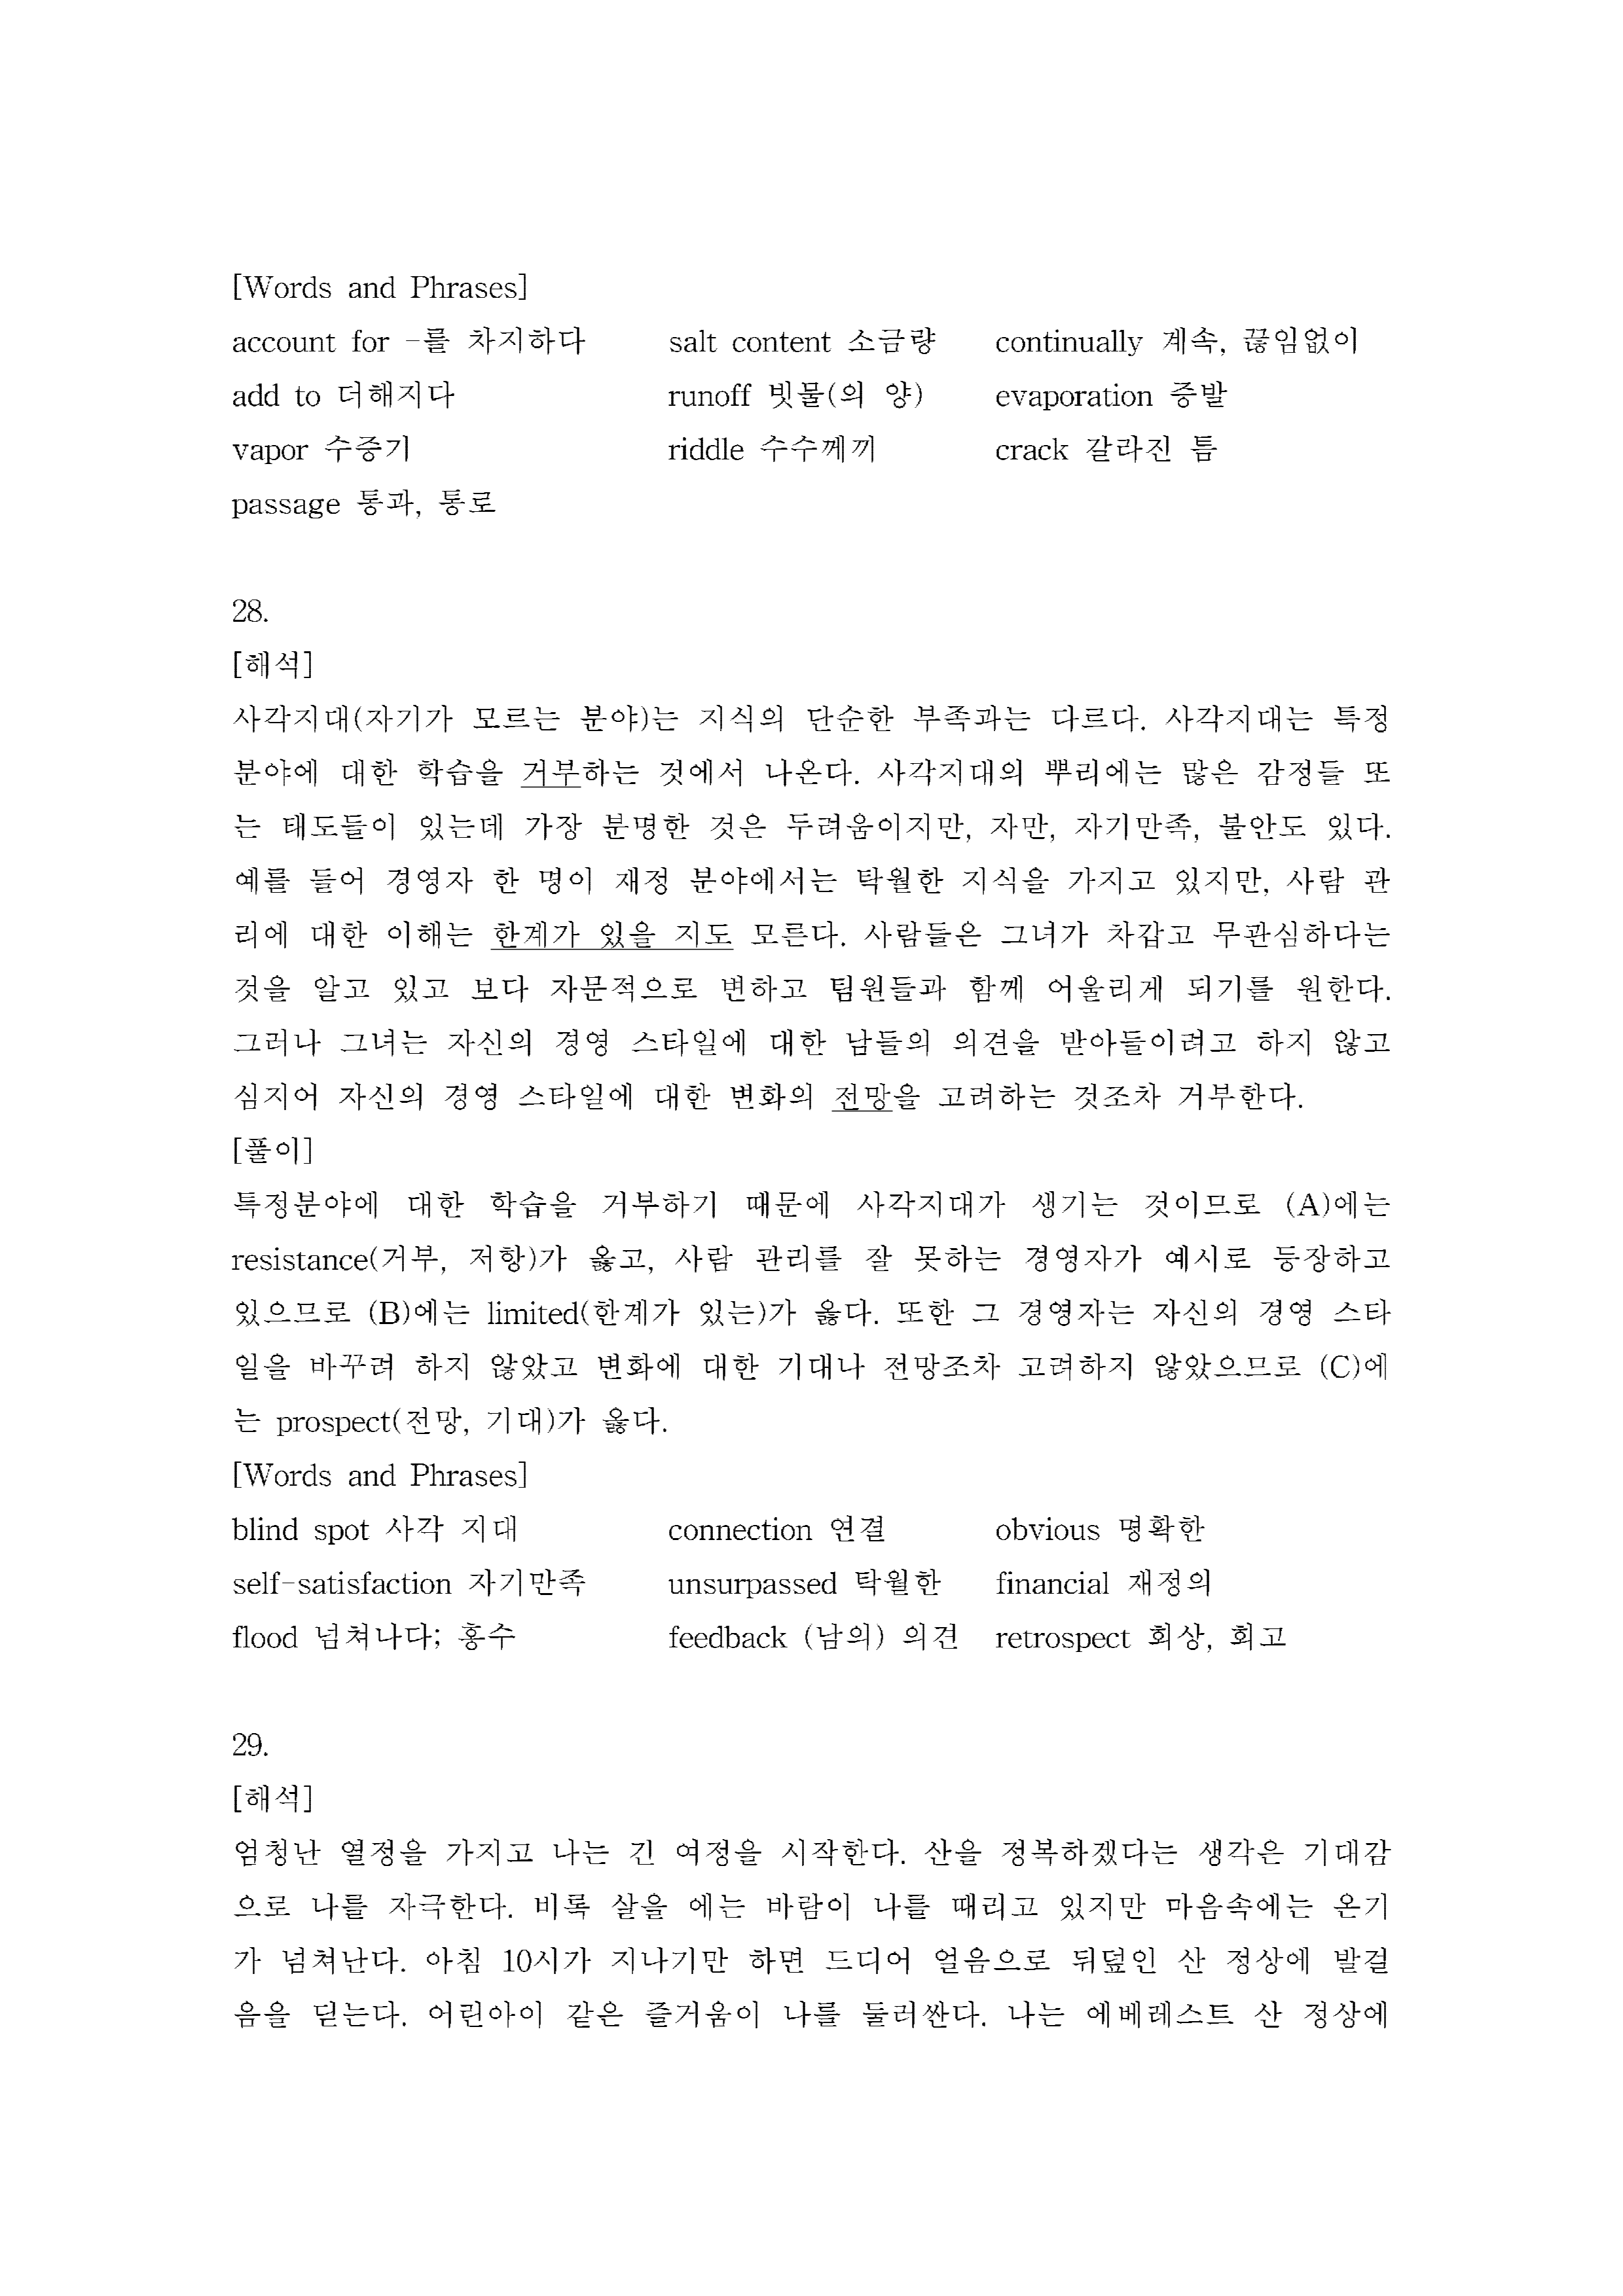 [Words and Phrases]
account for -를 차지하다 salt content 소금량 continually 계속, 끊임없이
add to 더해지다 runoff 빗물(의 양) evaporation 증발
vapor 수증기 riddle 수수께끼 crack 갈라진 틈
passage 통과, 통로
28.
[해석]
사각지대(자기가 모르는 분야)는 지식의 단순한 부족과는 다르다. 사각지대는 특정
분야에 대한 학습을 거부하는 것에서 나온다. 사각지대의 뿌리에는 많은 감정들 또
는 태도들이 있는데 가장 분명한 것은 두려움이지만, 자만, 자기만족, 불안도 있다.
예를 들어 경영자 한 명이 재정 분야에서는 탁월한 지식을 가지고 있지만, 사람 관
리에 대한 이해는 한계가 있을 지도 모른다. 사람들은 그녀가 차갑고 무관심하다는
것을 알고 있고 보다 자문적으로 변하고 팀원들과 함께 어울리게 되기를 원한다.
그러나 그녀는 자신의 경영 스타일에 대한 남들의 의견을 받아들이려고 하지 않고
심지어 자신의 경영 스타일에 대한 변화의 전망을 고려하는 것조차 거부한다.
[풀이]
특정분야에 대한 학습을 거부하기 때문에 사각지대가 생기는 것이므로 (A)에는
resistance(거부, 저항)가 옳고, 사람 관리를 잘 못하는 경영자가 예시로 등장하고
있으므로 (B)에는 limited(한계가 있는)가 옳다. 또한 그 경영자는 자신의 경영 스타
일을 바꾸려 하지 않았고 변화에 대한 기대나 전망조차 고려하지 않았으므로 (C)에
는 prospect(전망, 기대)가 옳다.
[Words and Phrases]
blind spot 사각 지대 connection 연결 obvious 명확한
self-satisfaction 자기만족 unsurpassed 탁월한 financial 재정의
flood 넘쳐나다; 홍수 feedback (남의) 의견 retrospect 회상, 회고
29.
[해석]
엄청난 열정을 가지고 나는 긴 여정을 시작한다. 산을 정복하겠다는 생각은 기대감
으로 나를 자극한다. 비록 살을 에는 바람이 나를 때리고 있지만 마음속에는 온기
가 넘쳐난다. 아침 10시가 지나기만 하면 드디어 얼음으로 뒤덮인 산 정상에 발걸
음을 딛는다. 어린아이 같은 즐거움이 나를 둘러싼다. 나는 에베레스트 산 정상에